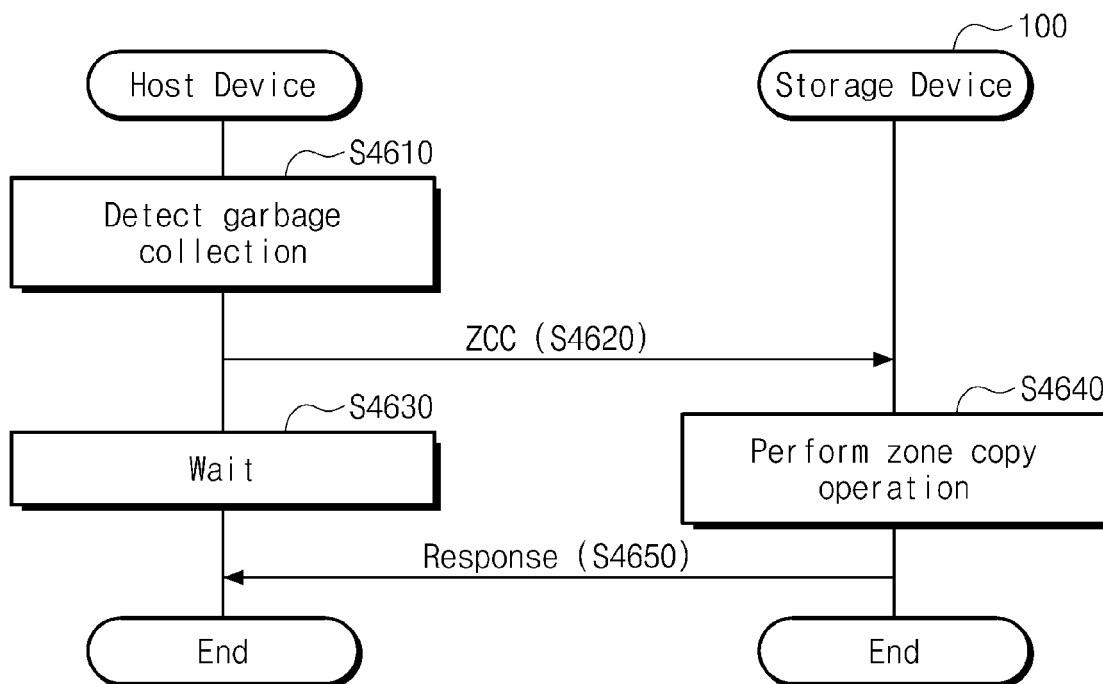 100
Host Device
Storage Device
S4610
Detect garbage
collection
ZCC (S4620)
S4630
Wait
S4640
Perform zone copy
operation
Response (S4650)
End
End